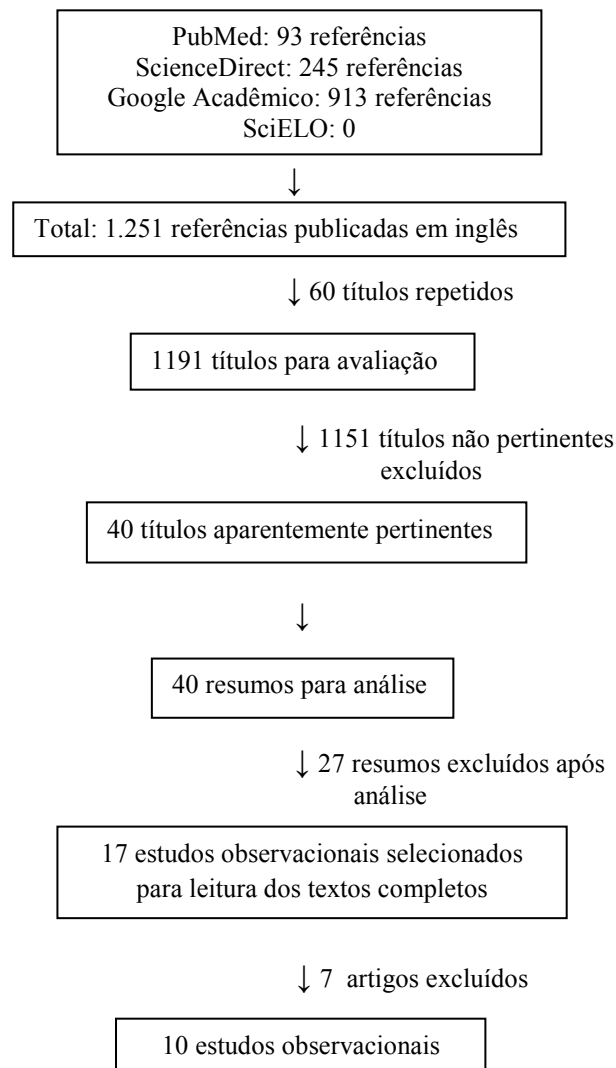 PubMed: 93 referências
ScienceDirect: 245 referências
Google Acadêmico: 913 referências
SciELO: 0
↓
Total: 1.251 referências publicadas em inglês
↓ 60 títulos repetidos
1191 títulos para avaliação
↓ 1151 títulos não pertinentes
excluídos
40 títulos aparentemente pertinentes
↓
40 resumos para análise
↓ 27 resumos excluídos após
análise
17 estudos observacionais selecionados
para leitura dos textos completos
↓ 7 artigos excluídos
10 estudos observacionais